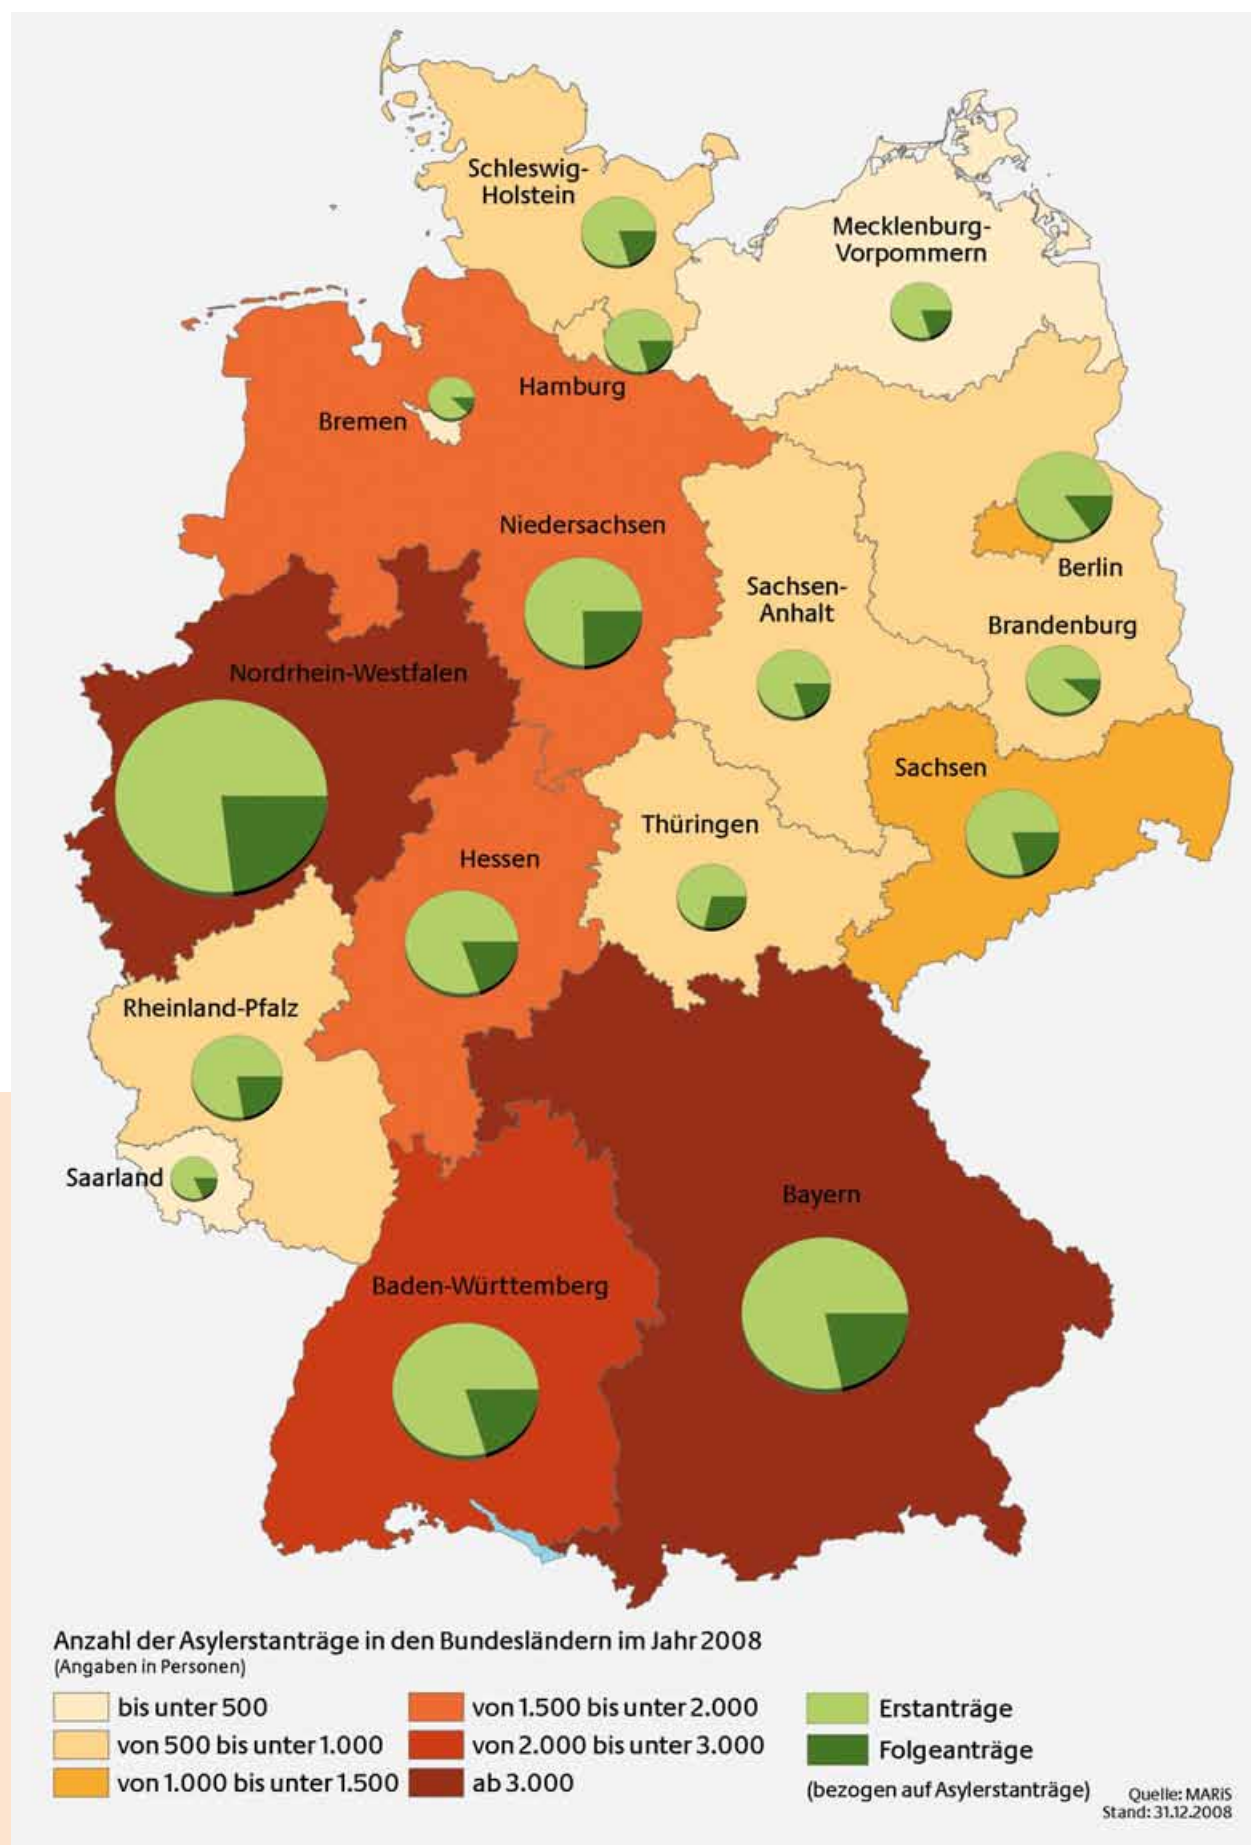 Schleswig-
Holstein
Mecklenburg-
Vorpommern
Hamburg
Bremen
Niedersachsen
Berlin
Sachsen-
Anhalt
Brandenburg
Nordrhein-Westfalen
Sachsen
Thüringen
Hessen
Rheinland-Pfalz
Saarland
Bayern
Baden-Württemberg
Anzahl der Asylerstanträge in den Bundesländern im Jahr 2008
(Angaben in Personen)
bis unter 500
von 500 bis unter 1.000
von 1.000 bis unter 1.500
von 1.500 bis unter 2.000
von 2.000 bis unter 3.000
ab 3.000
Erstanträge
Folgeanträge
(bezogen auf Asylerstanträge)
Quelle: MARiS
Stand: 31.12.2008